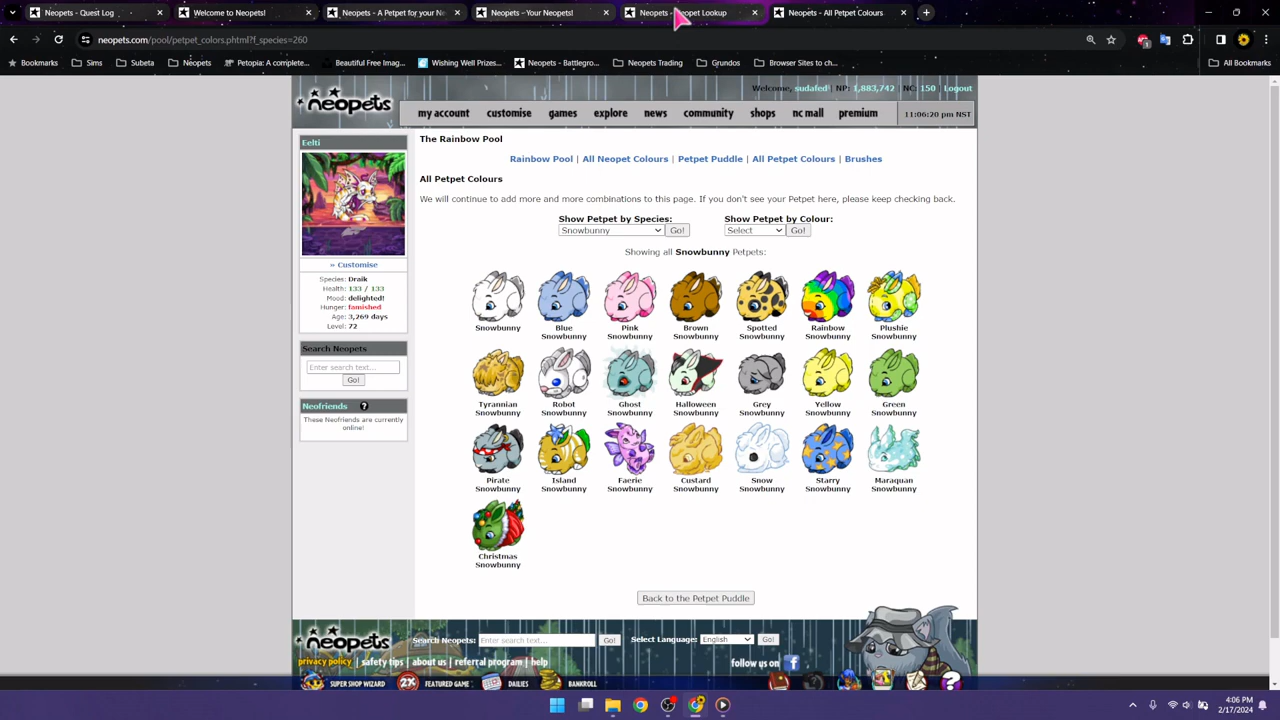 Neopets - Quest Log
Welcome to Neopets!
Neopets - A Petpet for your Ne
Neopets - Your Neopets!
Neopets - Neopet Lookup
Neopets - All Petpet Colours
neopets.com/pool/petpet_colors.phtml?f_species=260
Bookmarks
Sims
Subeta
Neopets
Petopia: A complete...
Beautiful Free Imag...
Wishing Well Prizes...
Neopets - Battlegro...
Neopets Trading
Grundos
Websites to ch...
All Bookmarks
neopets
Welcome, sudafed | NP: 1,883,742 | NC: 150 | Logout
my account customise games explore news community shops nc mall premium
11:06:20 pm NST
Eelti
» Customise
Species: Draik
Health: 133 / 133
Mood: delighted!
Hunger: famished
Age: 3,269 days
Level: 72
Search Neopets
Enter search text...
Go!
Neofriends ?
These Neofriends are currently
online!
The Rainbow Pool
Rainbow Pool | All Neopet Colours | Petpet Puddle | All Petpet Colours | Brushes
All Petpet Colours
We will continue to add more and more combinations to this page. If you don't see your Petpet here, please keep checking back.
Show Petpet by Species: Show Petpet by Colour:
Snowbunny Go! Select Go!
Showing all Snowbunny Petpets:
Snowbunny
Blue
Snowbunny
Pink
Snowbunny
Brown
Snowbunny
Spotted
Snowbunny
Rainbow
Snowbunny
Plushie
Snowbunny
Tyrannian
Snowbunny
Robot
Snowbunny
Ghost
Snowbunny
Halloween
Snowbunny
Grey
Snowbunny
Yellow
Snowbunny
Green
Snowbunny
Pirate
Snowbunny
Island
Snowbunny
Faerie
Snowbunny
Custard
Snowbunny
Snow
Snowbunny
Starry
Snowbunny
Maraquan
Snowbunny
Christmas
Snowbunny
Back to the Petpet Puddle
neopets
Search Neopets: Enter search text... Go! Select Language: English Go!
privacy policy | safety tips | about us | referral program | help
follow us on f
SUPER SHOP WIZARD
2X FEATURED GAME
DAILIES
BANKROLL
4:06 PM
2/17/2024